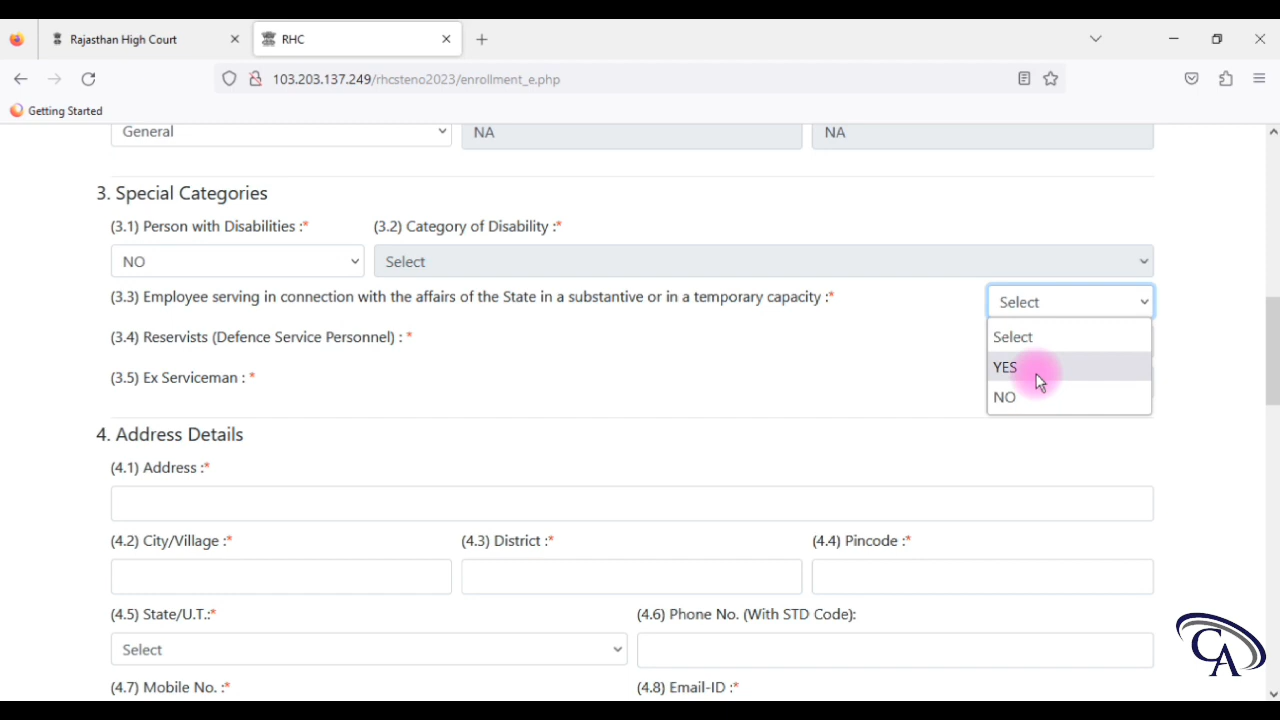 Rajasthan High Court
RHC
103.203.137.249/rhcsteno2023/enrollment_e.php
Getting Started
General NA NA
3. Special Categories
(3.1) Person with Disabilities :* (3.2) Category of Disability :*
NO Select
(3.3) Employee serving in connection with the affairs of the State in a substantive or in a temporary capacity :* Select
Select
(3.4) Reservists (Defence Service Personnel) : *
YES
(3.5) Ex Serviceman : *
NO
4. Address Details
(4.1) Address :*
(4.2) City/Village :* (4.3) District :* (4.4) Pincode :*
(4.5) State/U.T.:* (4.6) Phone No. (With STD Code):
Select
(4.7) Mobile No. :* (4.8) Email-ID :*
CA